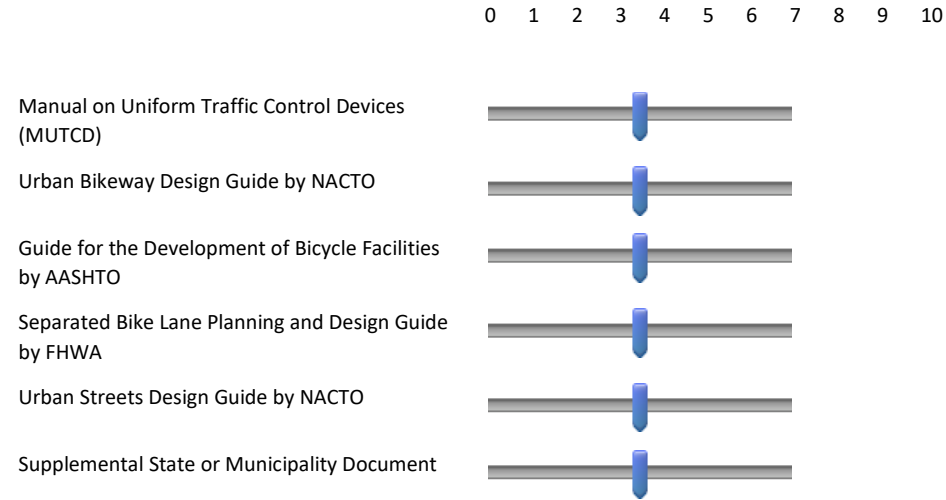 0 1 2 3 4 5 6 7 8 9 10
Manual on Uniform Traffic Control Devices
(MUTCD)
Urban Bikeway Design Guide by NACTO
Guide for the Development of Bicycle Facilities
by AASHTO
Separated Bike Lane Planning and Design Guide
by FHWA
Urban Streets Design Guide by NACTO
Supplemental State or Municipality Document